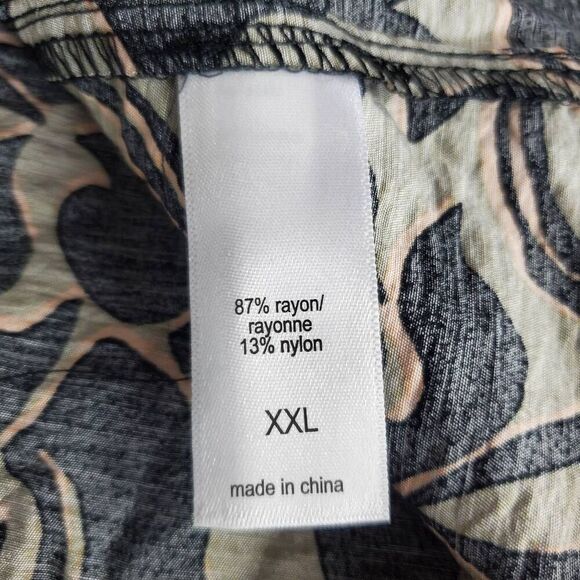 87% rayon/
rayonne
13% nylon
XXL
made in china